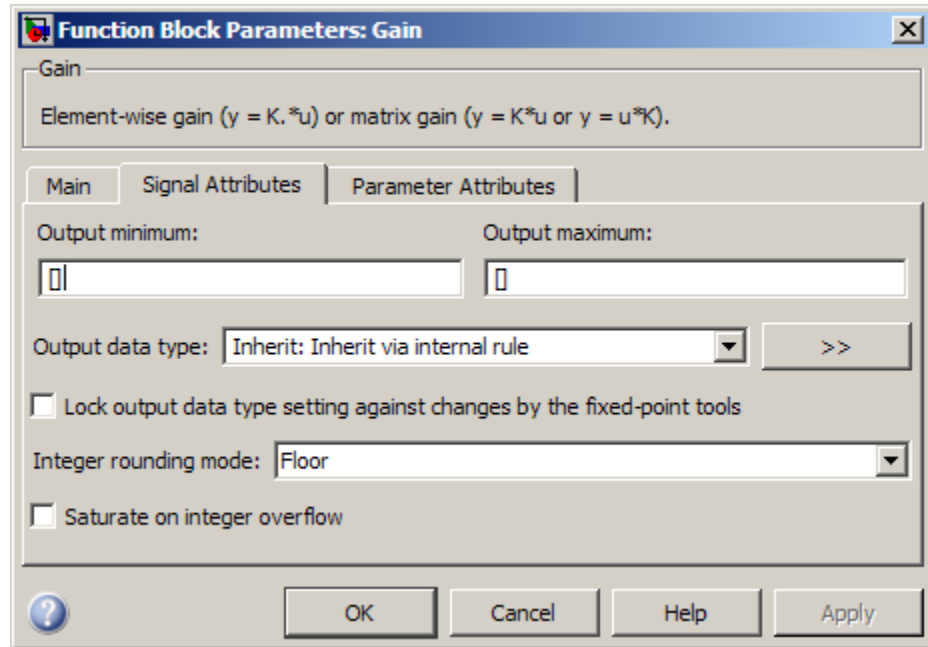 Function Block Parameters: Gain
Gain
Element-wise gain (y = K.*u) or matrix gain (y = K*u or y = u*K).
Main Signal Attributes Parameter Attributes
Output minimum: Output maximum:
[] []
Output data type: Inherit: Inherit via internal rule >>
Lock output data type setting against changes by the fixed-point tools
Integer rounding mode: Floor
Saturate on integer overflow
OK Cancel Help Apply